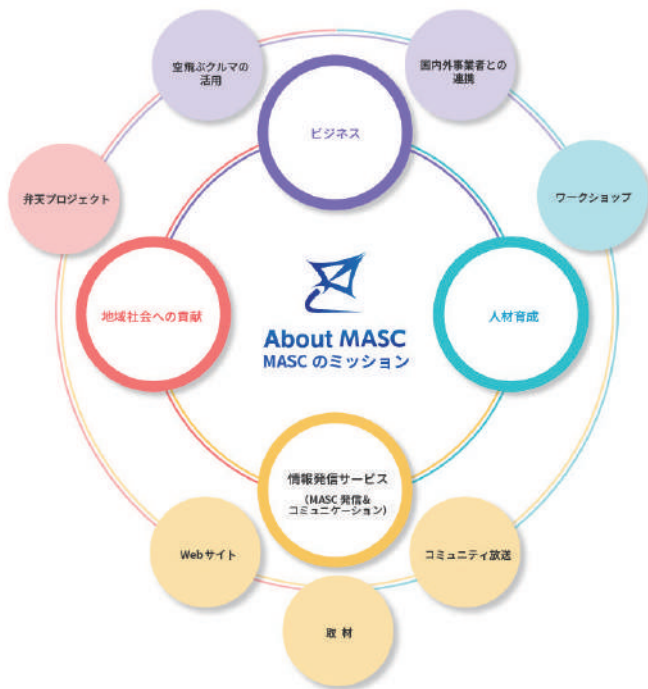 空飛ぶクルマの
活用
国内外事業者との
連携
ビジネス
弁天プロジェクト
ワークショップ
地域社会への貢献
人材育成
About MASC
MASC のミッション
情報発信サービス
（MASC 発信&
コミュニケーション）
Webサイト
コミュニティ放送
取 材